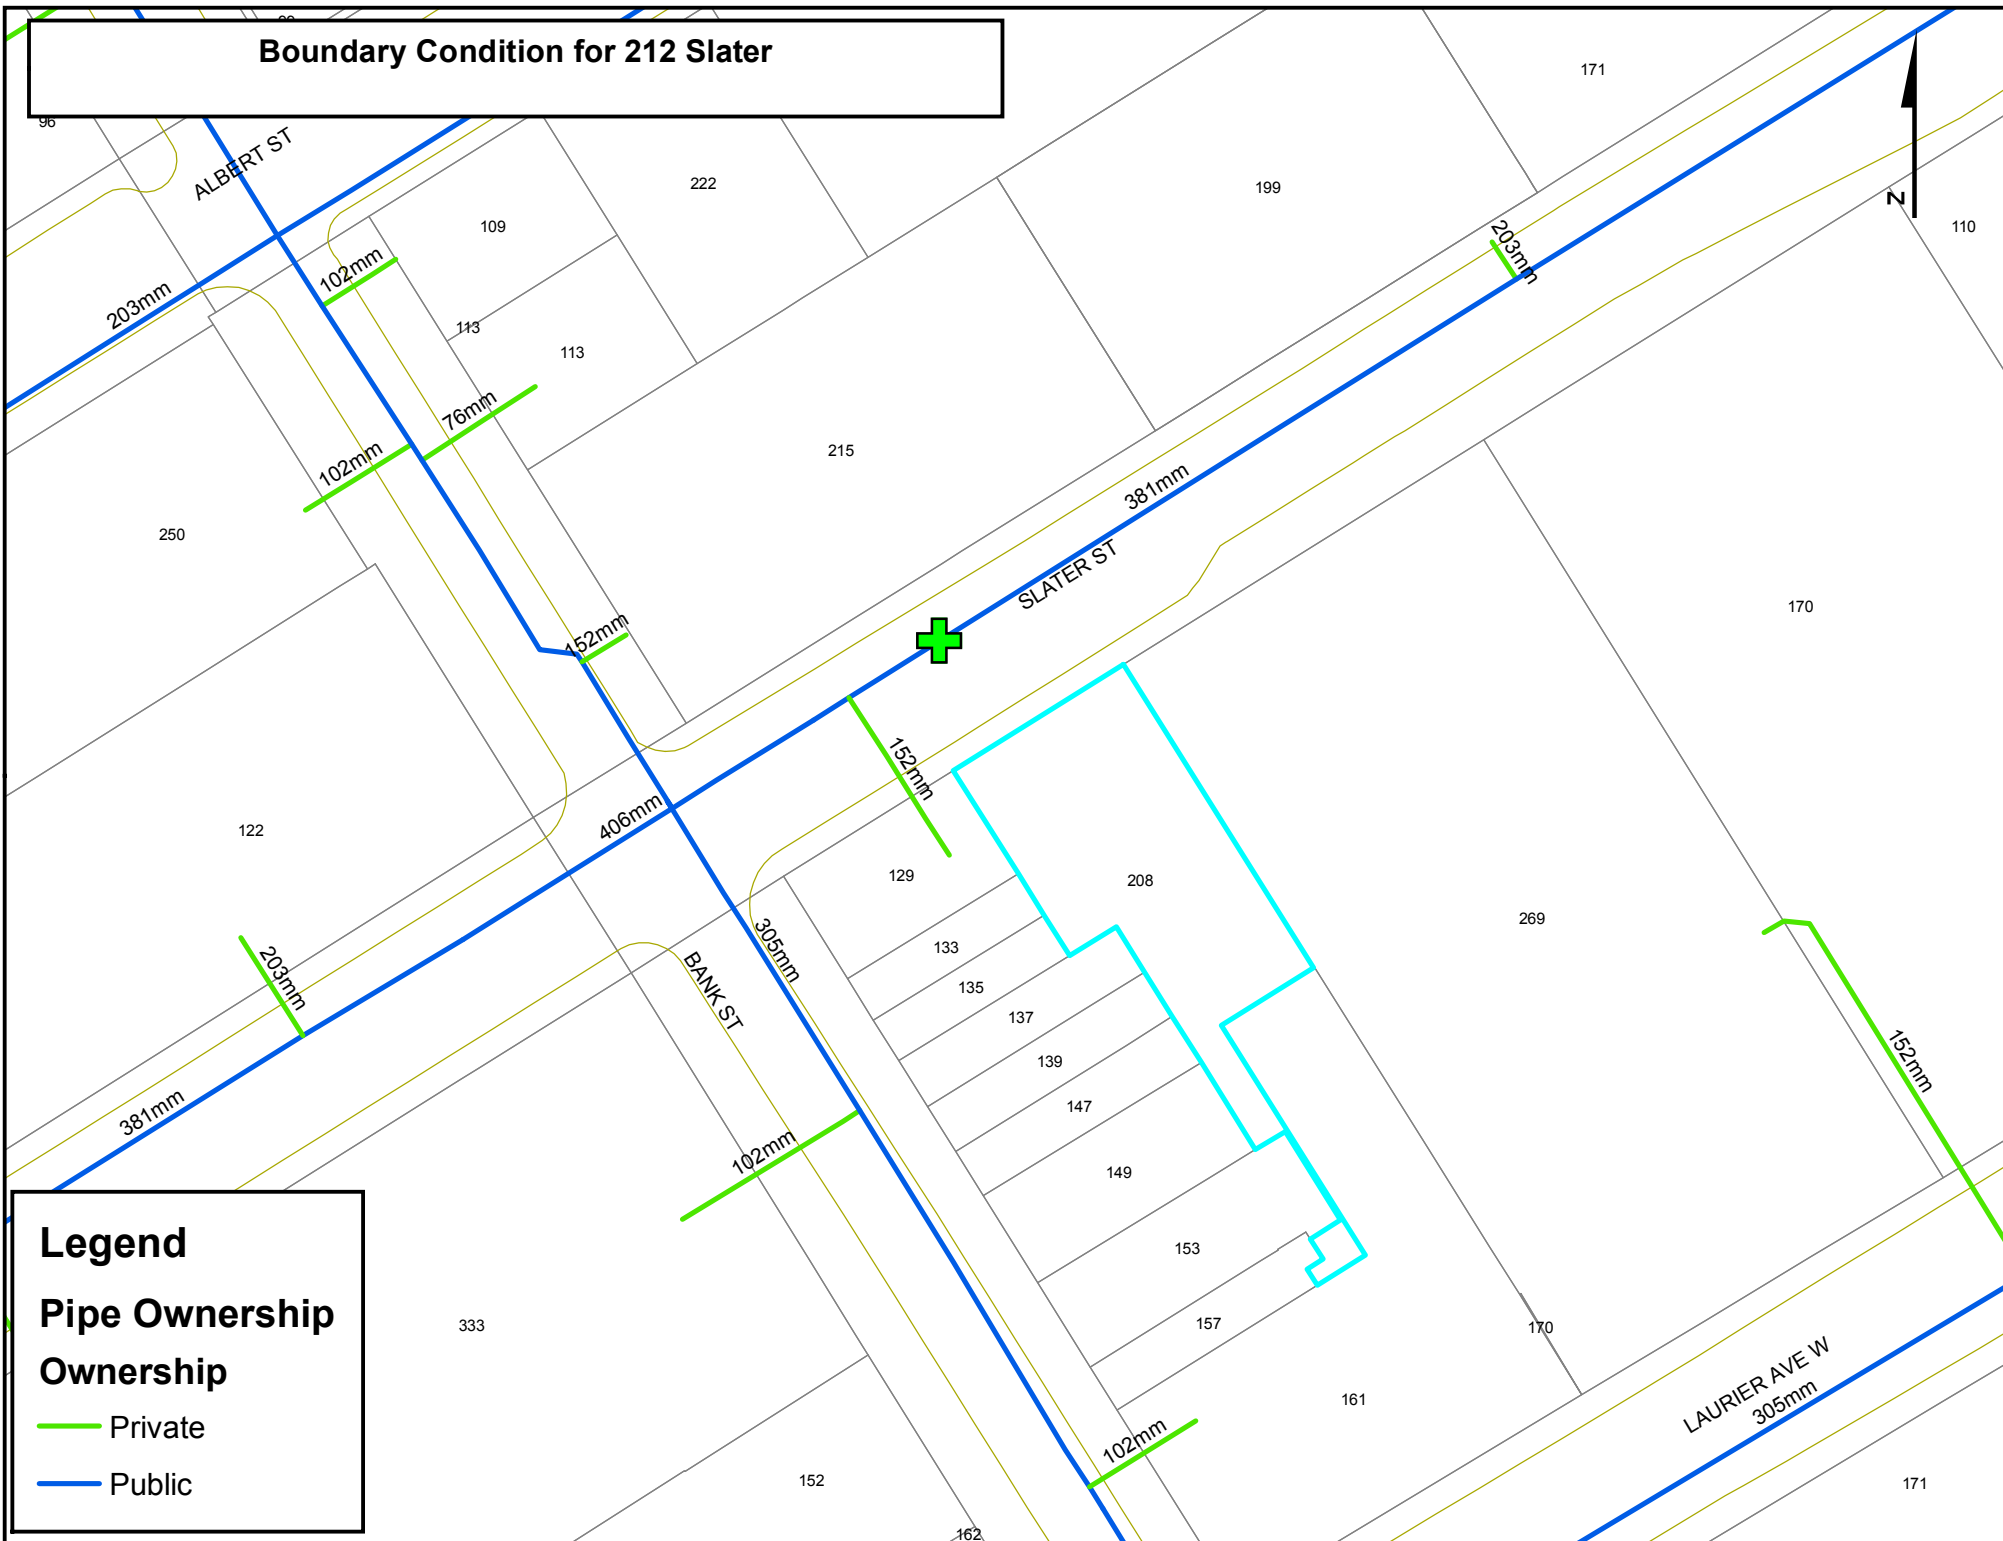 Boundary Condition for 212 Slater
96
171
ALBERT ST
222
199
109
110
203mm
102mm
203mm
113
113
76mm
215
102mm
381mm
250
SLATER ST
170
152mm
152mm
406mm
122
129
208
269
305mm
133
203mm
BANK ST
135
137
139
152mm
381mm
147
102mm
149
153
333
157
170
LAURIER AVE W
305mm
161
102mm
152
171
162
Legend
Pipe Ownership
Ownership
Private
Public
N